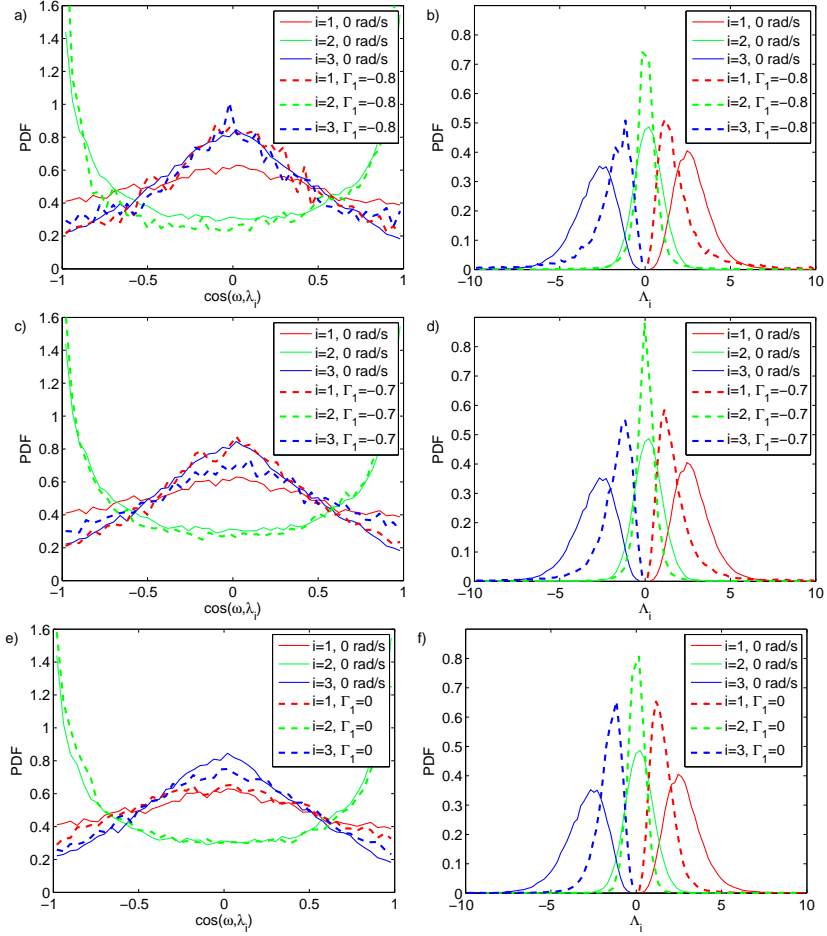 a)
1.6
1.4
1.2
1
0.8
0.6
0.4
0.2
0
PDF
−1
−0.5
0
0.5
1
cos(ω,λi)
i=1, 0 rad/s
i=2, 0 rad/s
i=3, 0 rad/s
i=1, Γ1=−0.8
i=2, Γ1=−0.8
i=3, Γ1=−0.8
b)
0.8
0.7
0.6
0.5
0.4
0.3
0.2
0.1
0
PDF
−10
−5
0
5
10
Λi
i=1, 0 rad/s
i=2, 0 rad/s
i=3, 0 rad/s
i=1, Γ1=−0.8
i=2, Γ1=−0.8
i=3, Γ1=−0.8
c)
1.6
1.4
1.2
1
0.8
0.6
0.4
0.2
0
PDF
−1
−0.5
0
0.5
1
cos(ω,λi)
i=1, 0 rad/s
i=2, 0 rad/s
i=3, 0 rad/s
i=1, Γ1=−0.7
i=2, Γ1=−0.7
i=3, Γ1=−0.7
d)
0.8
0.7
0.6
0.5
0.4
0.3
0.2
0.1
0
PDF
−10
−5
0
5
10
Λi
i=1, 0 rad/s
i=2, 0 rad/s
i=3, 0 rad/s
i=1, Γ1=−0.7
i=2, Γ1=−0.7
i=3, Γ1=−0.7
e)
1.6
1.4
1.2
1
0.8
0.6
0.4
0.2
0
PDF
−1
−0.5
0
0.5
1
cos(ω,λi)
i=1, 0 rad/s
i=2, 0 rad/s
i=3, 0 rad/s
i=1, Γ1=0
i=2, Γ1=0
i=3, Γ1=0
f)
0.8
0.7
0.6
0.5
0.4
0.3
0.2
0.1
0
PDF
−10
−5
0
5
10
Λi
i=1, 0 rad/s
i=2, 0 rad/s
i=3, 0 rad/s
i=1, Γ1=0
i=2, Γ1=0
i=3, Γ1=0